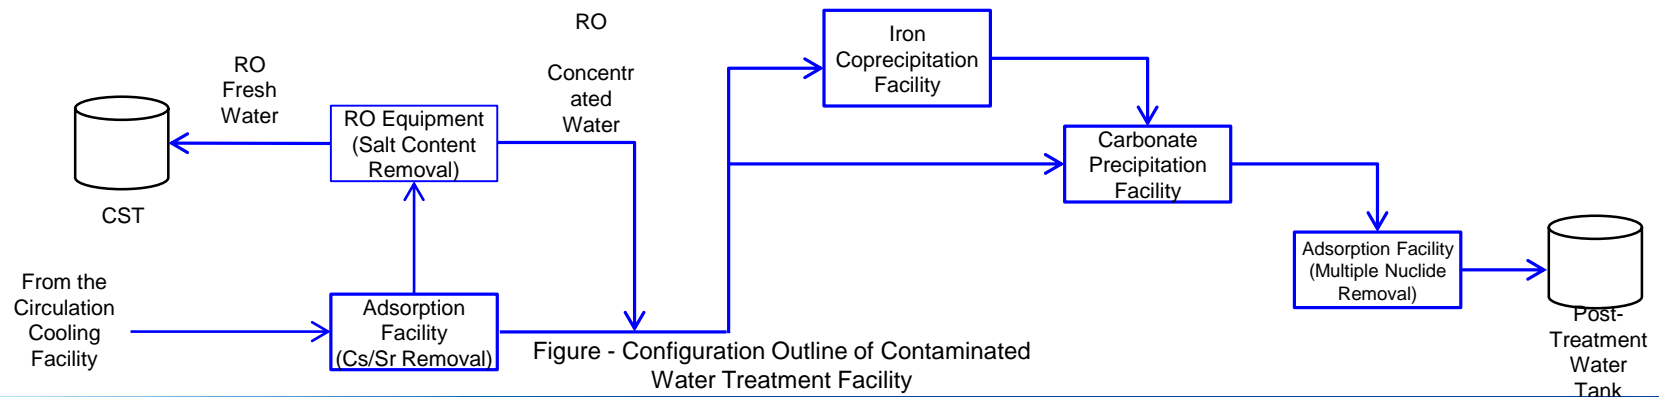 RO
Concentr
ated
Water
RO
Fresh
Water
Iron
Coprecipitation
Facility
RO Equipment
(Salt Content
Removal)
Carbonate
Precipitation
Facility
CST
From the
Circulation
Cooling
Facility
Adsorption
Facility
(Cs/Sr Removal)
Adsorption Facility
(Multiple Nuclide
Removal)
Post-
Treatment
Water
Tank
Figure - Configuration Outline of Contaminated
Water Treatment Facility